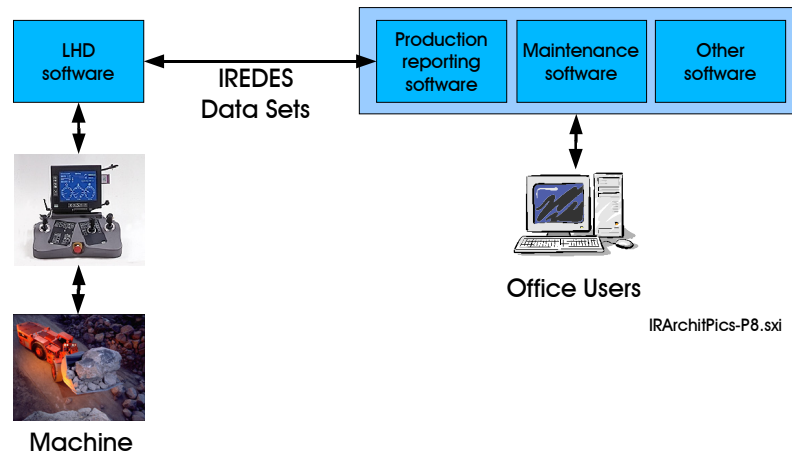 LHD
software
IREDES
Data Sets
Production
reporting
software
Maintenance
software
Other
software
Office Users
IRArchitPics-P8.sxi
Machine